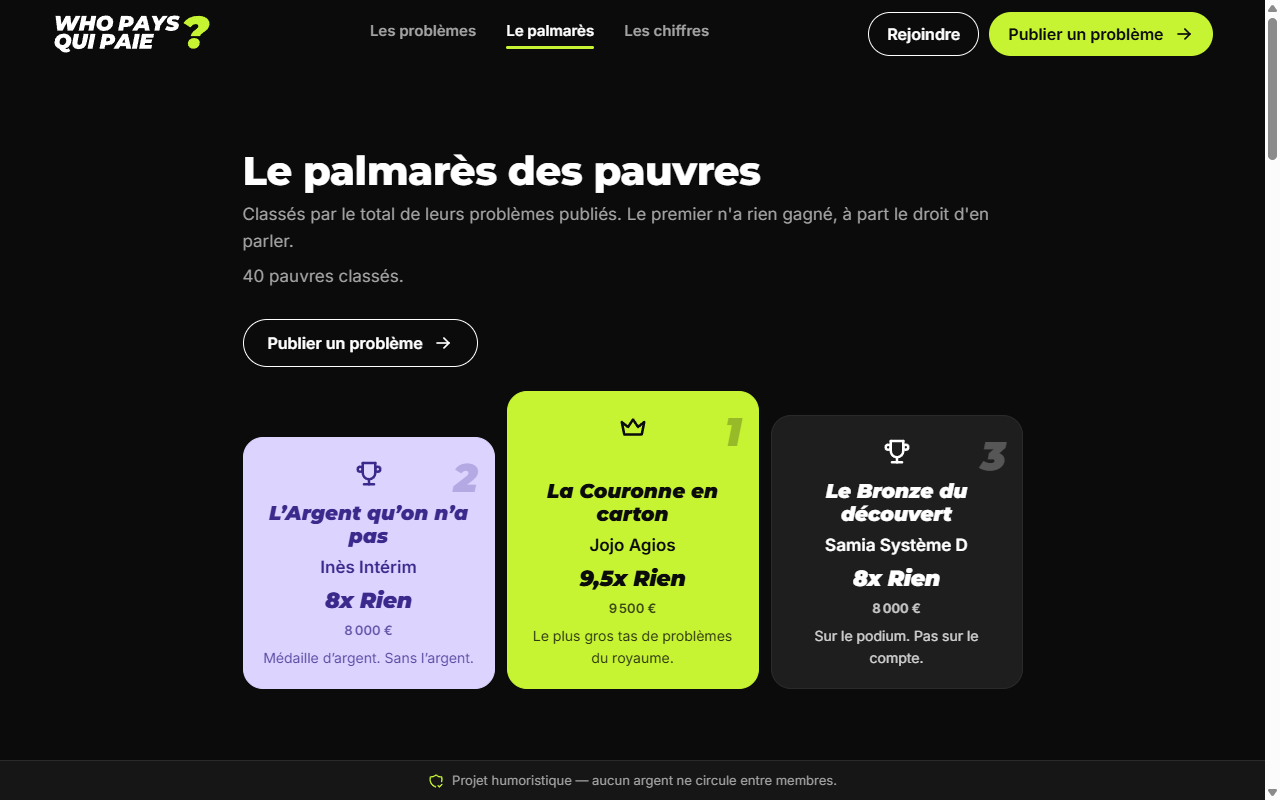 WHO PAYS
QUI PAIE ?
Les problèmes
Le palmarès
Les chiffres
Rejoindre
Publier un problème
Le palmarès des pauvres
Classés par le total de leurs problèmes publiés. Le premier n'a rien gagné, à part le droit d'en
parler.
40 pauvres classés.
Publier un problème
2
L’Argent qu’on n’a
pas
Inès Intérim
8x Rien
8 000 €
Médaille d’argent. Sans l’argent.
1
La Couronne en
carton
Jojo Agios
9,5x Rien
9 500 €
Le plus gros tas de problèmes
du royaume.
3
Le Bronze du
découvert
Samia Système D
8x Rien
8 000 €
Sur le podium. Pas sur le
compte.
Projet humoristique — aucun argent ne circule entre membres.